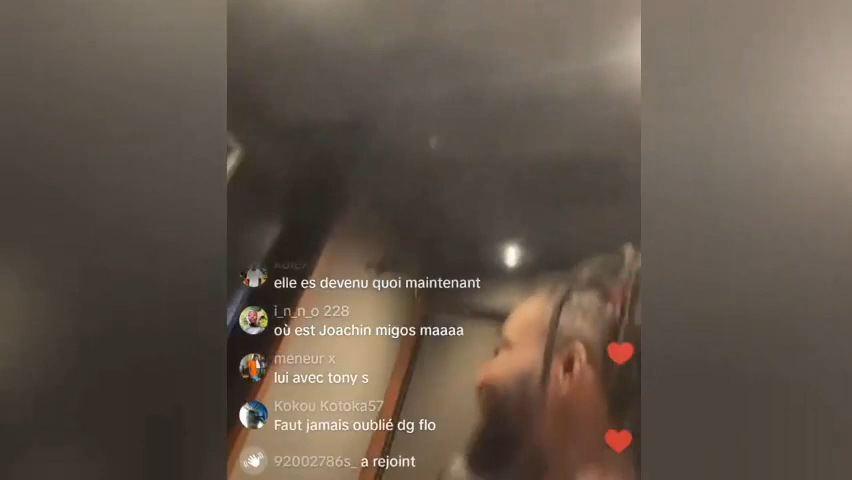 elle es devenu quoi maintenant
i_n_n_o 228
où est Joachin migos maaaa
meneur x
lui avec tony s
Kokou Kotoka57
Faut jamais oublié dg flo
92002786s_ a rejoint